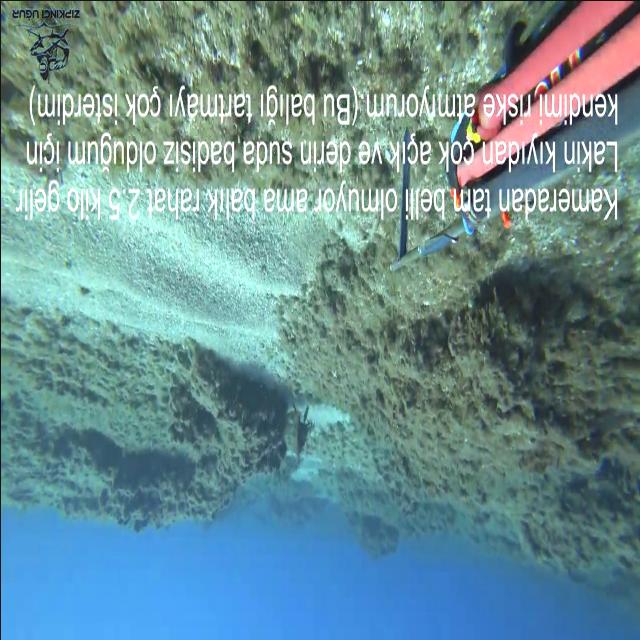 Kameradan tam belli olmuyor ama balık rahat 2.5 kilo gelir
Lakin kıyıdan çok açık ve derin suda badisiz olduğum için
kendimi riske atmıyorum (Bu balığı tartmayı çok isterdim)
ZIPKINCI UĞUR